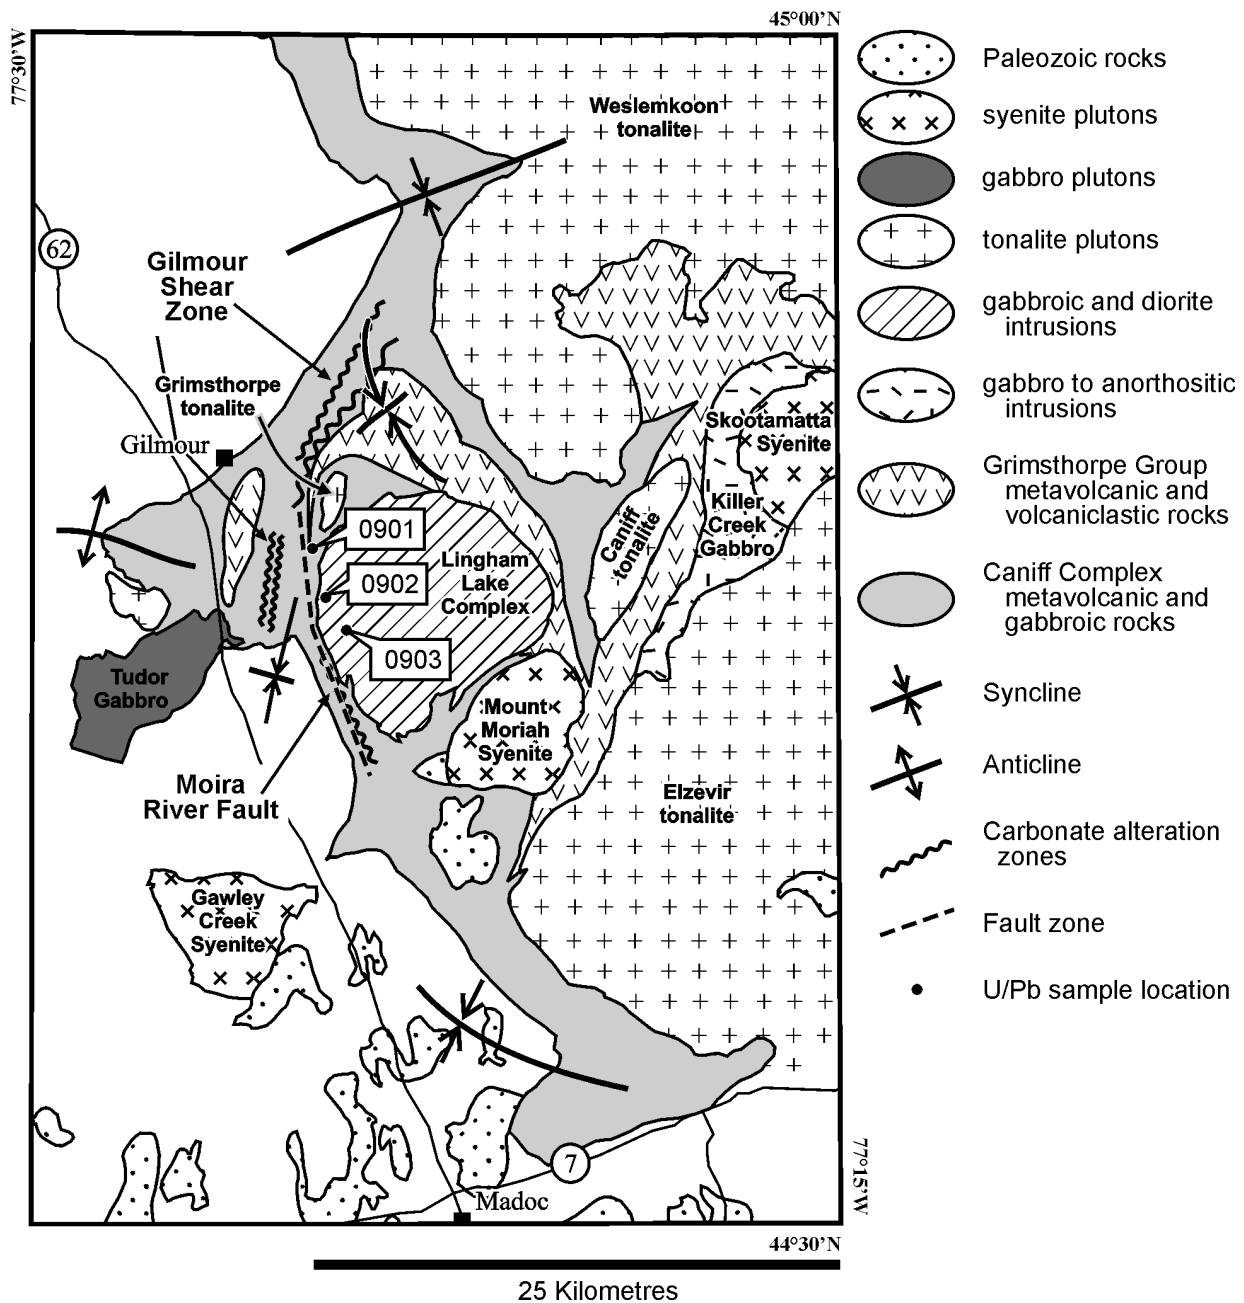 45°00'N
77°30'W
Weslemkoon
tonalite
62
Gilmour
Shear
Zone
Grimsthorpe
tonalite
Gilmour
Skootamatta
Syenite
Killer
Creek
Gabbro
Caniff
tonalite
0901
0902
0903
Lingham
Lake
Complex
Tudor
Gabbro
Mount
Moriah
Syenite
Moira
River Fault
Elzevir
tonalite
Gawley
Creek
Syenite
7
Madoc
77°15'W
44°30'N
25 Kilometres
Paleozoic rocks
syenite plutons
gabbro plutons
tonalite plutons
gabbroic and diorite
intrusions
gabbro to anorthositic
intrusions
Grimsthorpe Group
metavolcanic and
volcaniclastic rocks
Caniff Complex
metavolcanic and
gabbroic rocks
Syncline
Anticline
Carbonate alteration
zones
Fault zone
U/Pb sample location